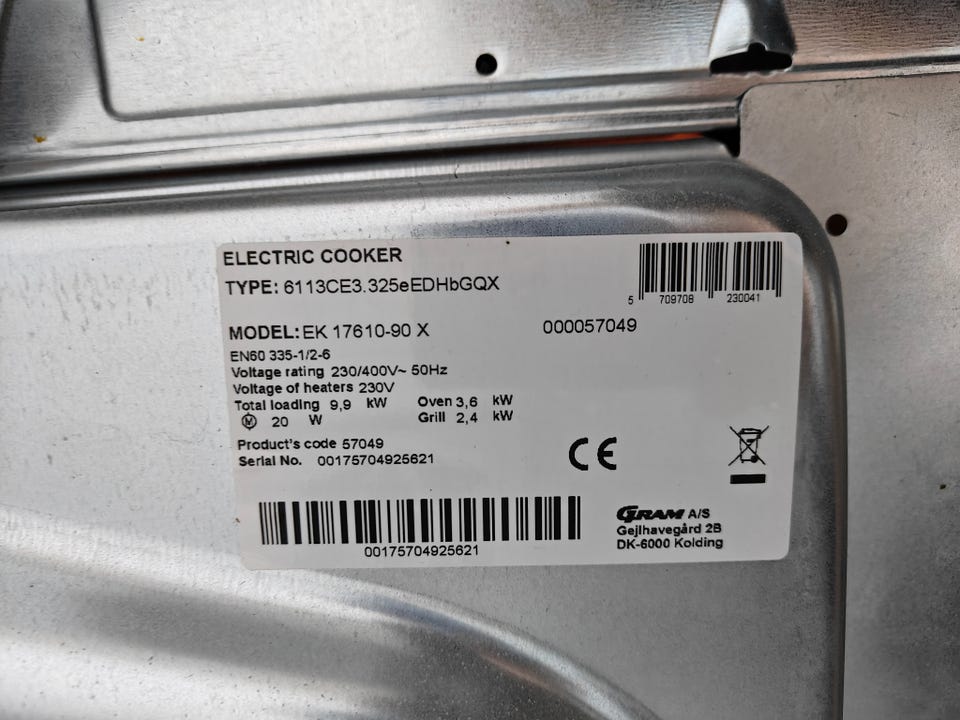 ELECTRIC COOKER
TYPE: 6113CE3.325eEDHbGQX
5 709708 230041
MODEL: EK 17610-90 X
000057049
EN60 335-1/2-6
Voltage rating 230/400V~ 50Hz
Voltage of heaters 230V
Total loading 9,9 kW Oven 3,6 kW
M 20 W Grill 2,4 kW
Product's code 57049
Serial No. 00175704925621
CE
00175704925621
GRAM A/S
Gejlhavegård 2B
DK-6000 Kolding